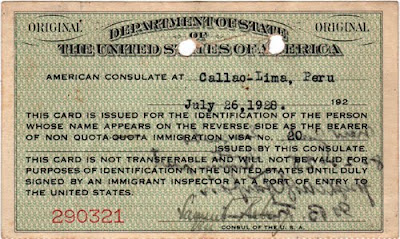 ORIGINAL DEPARTMENT OF STATE ORIGINAL
OF
THE UNITED STATES OF AMERICA
AMERICAN CONSULATE AT Callao-Lima, Peru
July 26,1928. 192
THIS CARD IS ISSUED FOR THE IDENTIFICATION OF THE PERSON
WHOSE NAME APPEARS ON THE REVERSE SIDE AS THE BEARER
OF NON QUOTA-QUOTA IMMIGRATION VISA NO. 20
ISSUED BY THIS CONSULATE.
THIS CARD IS NOT TRANSFERABLE AND WILL NOT BE VALID FOR
PURPOSES OF IDENTIFICATION IN THE UNITED STATES UNTIL DULY
SIGNED BY AN IMMIGRANT INSPECTOR AT A PORT OF ENTRY TO
THE UNITED STATES.
290321
CONSUL OF THE U. S. A.